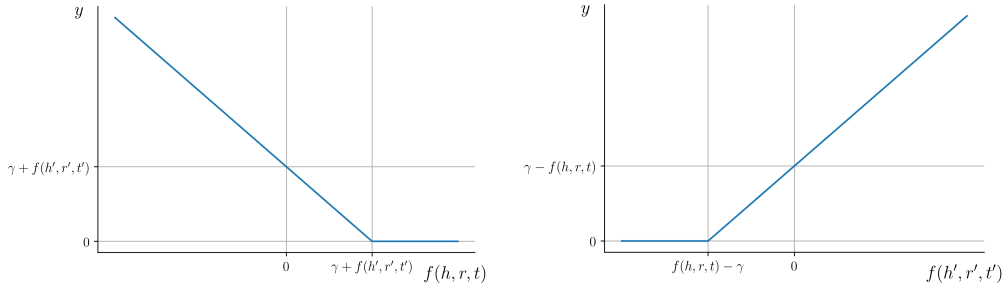 y
γ + f(h′, r′, t′)
0
0
γ + f(h′, r′, t′)
f(h, r, t)
y
γ − f(h, r, t)
0
f(h, r, t) − γ
0
f(h′, r′, t′)